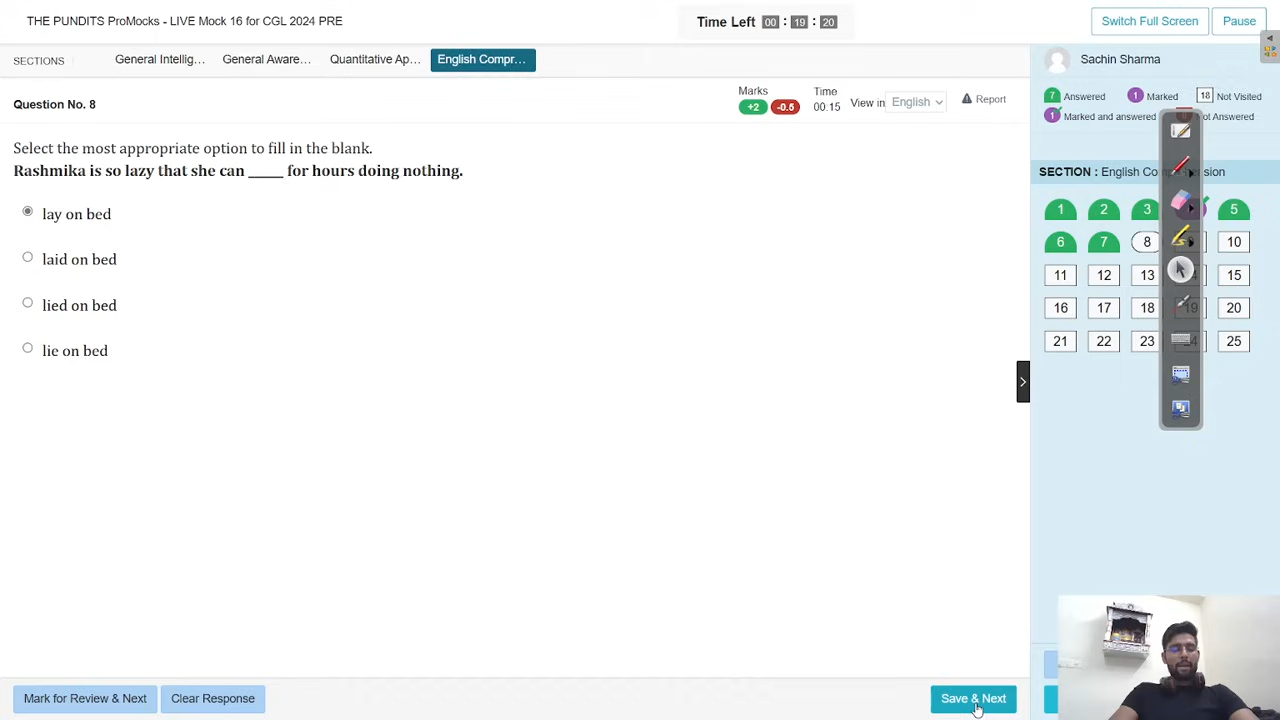 THE PUNDITS ProMocks - LIVE Mock 16 for CGL 2024 PRE
Time Left 00 : 19 : 20
Switch Full Screen
Pause
SECTIONS
General Intellig...
General Aware...
Quantitative Ap...
English Compr...
Sachin Sharma
Question No. 8
Marks
+2 -0.5
Time
00:15
View in English
Report
7 Answered
1 Marked
18 Not Visited
1 Marked and answered
Not Answered
Select the most appropriate option to fill in the blank.
Rashmika is so lazy that she can _____ for hours doing nothing.
lay on bed
laid on bed
lied on bed
lie on bed
SECTION : English Comprehension
1 2 3 5
6 7 8 10
11 12 13 15
16 17 18 19 20
21 22 23 25
Mark for Review & Next
Clear Response
Save & Next